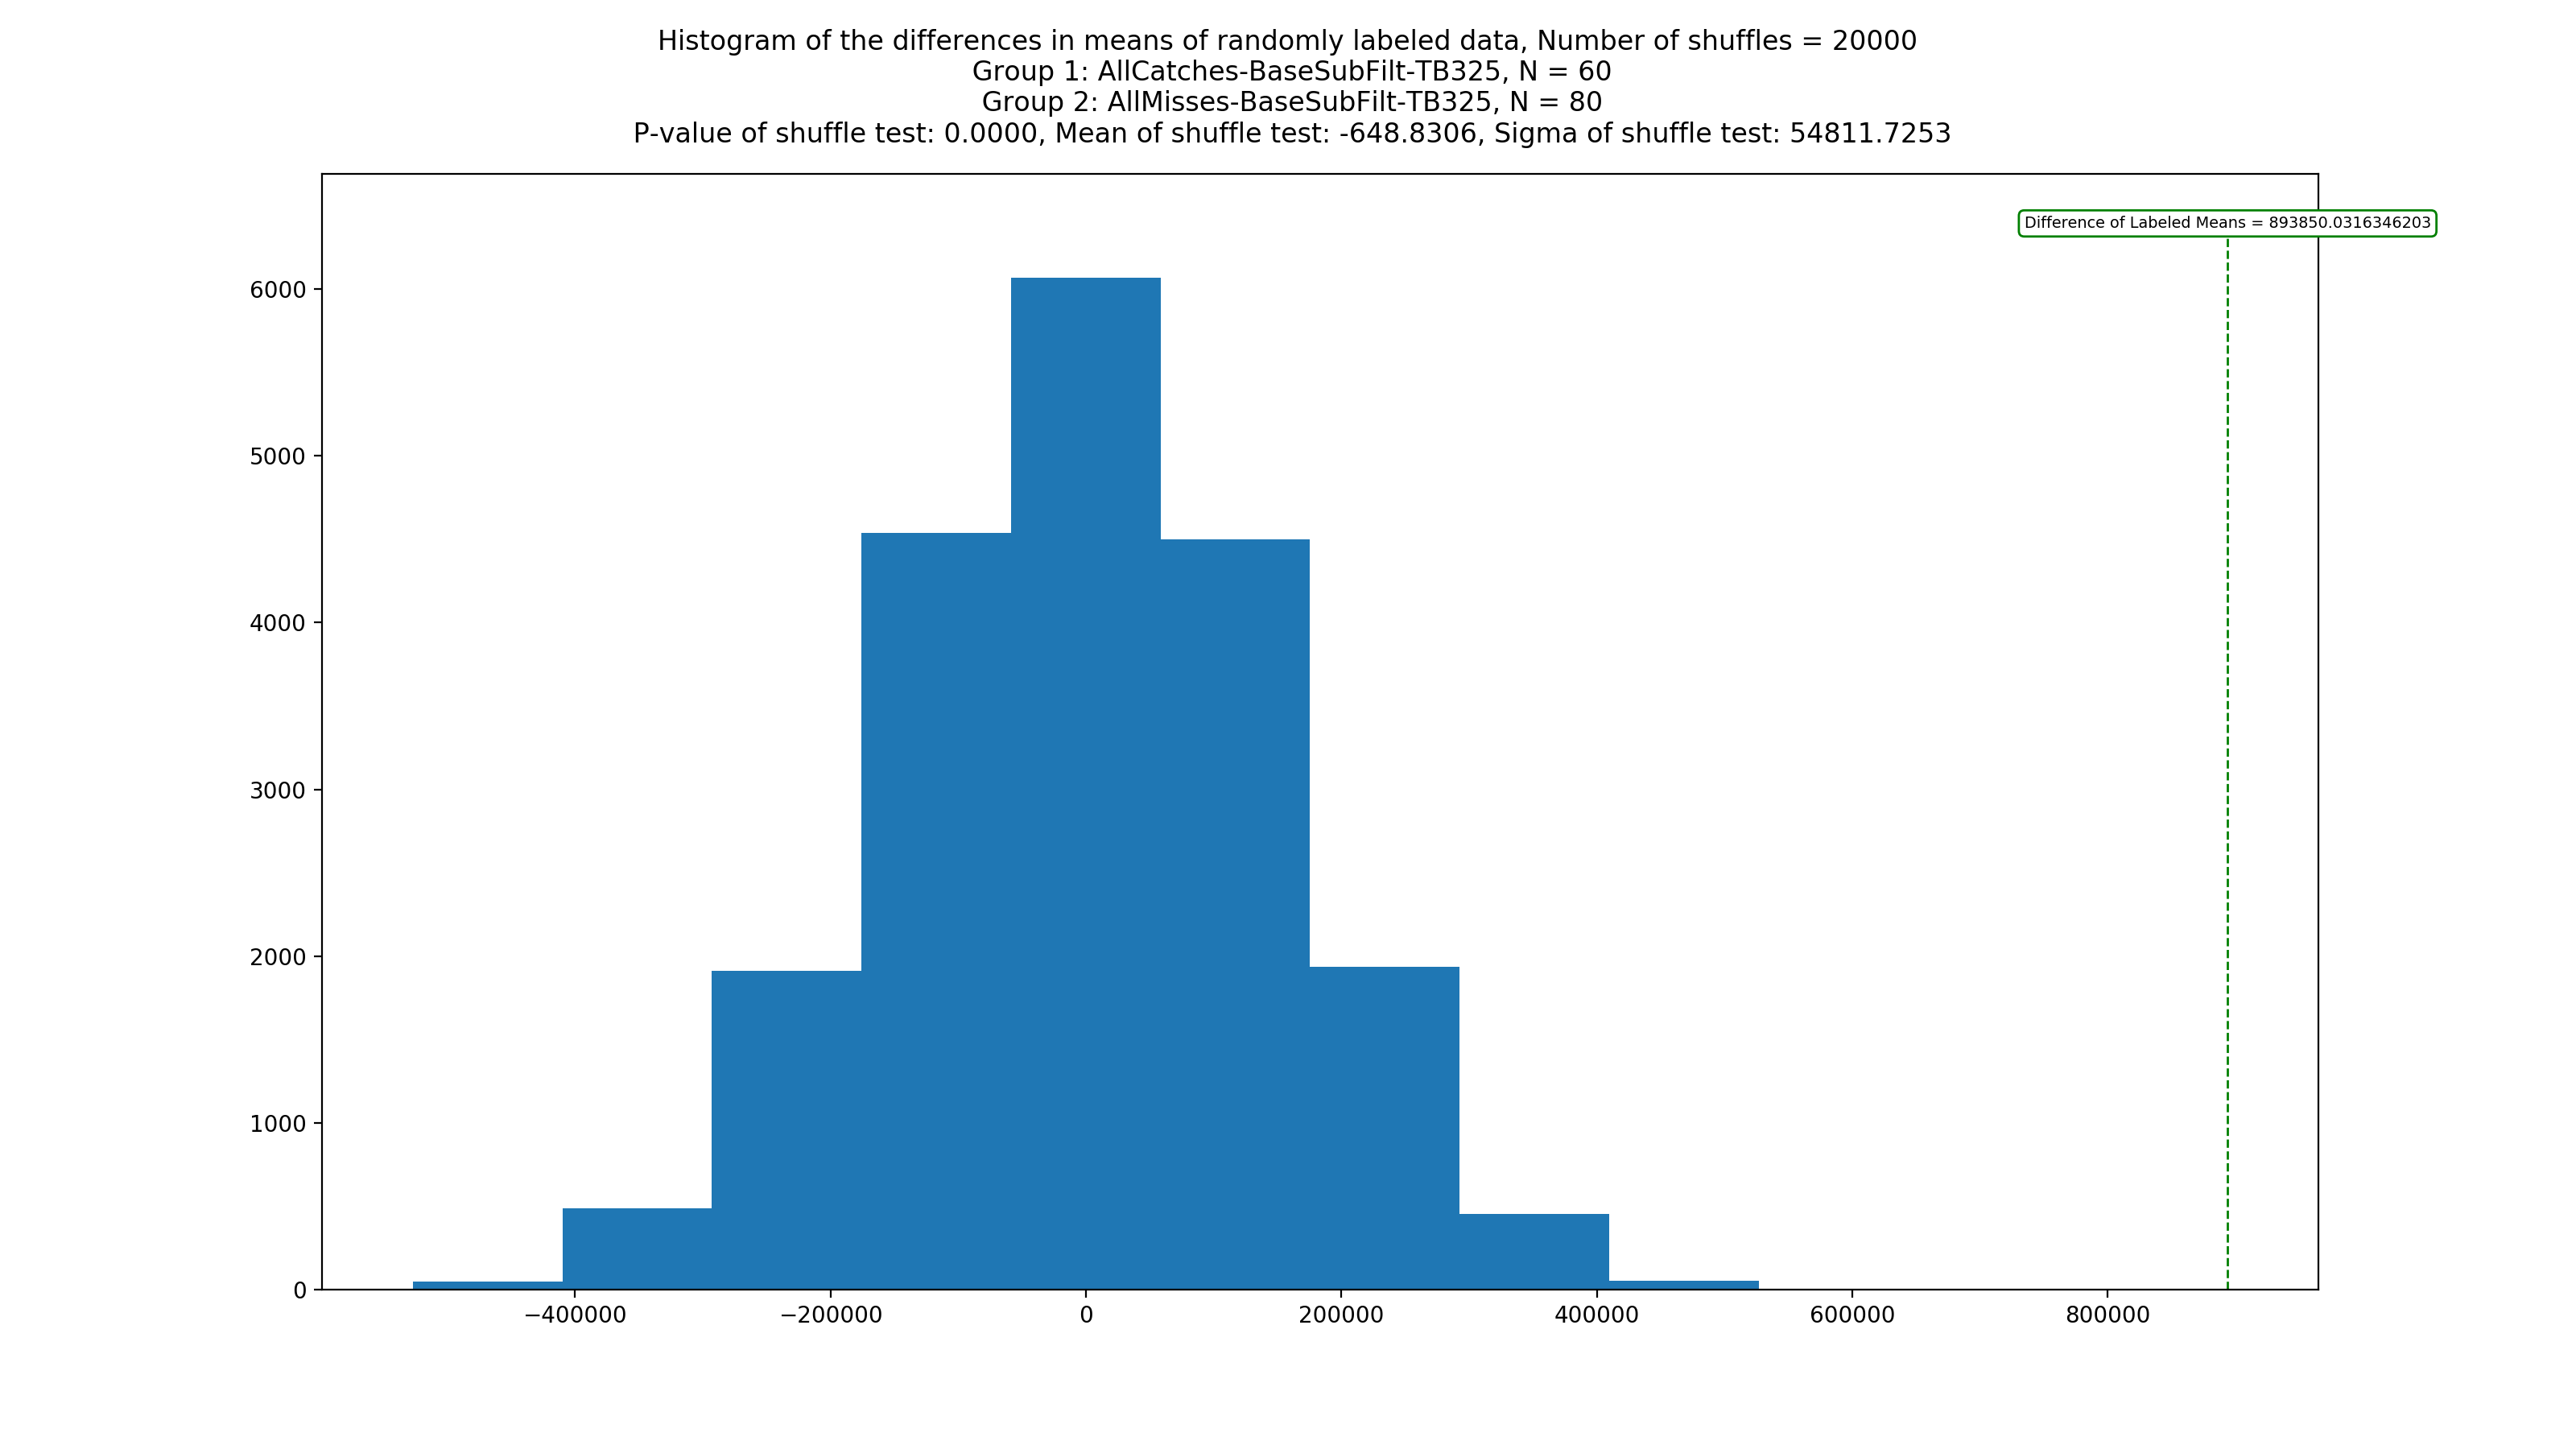 Histogram of the differences in means of randomly labeled data, Number of shuffles = 20000
Group 1: AllCatches-BaseSubFilt-TB325, N = 60
Group 2: AllMisses-BaseSubFilt-TB325, N = 80
P-value of shuffle test: 0.0000, Mean of shuffle test: -648.8306, Sigma of shuffle test: 54811.7253
Difference of Labeled Means = 893850.0316346203
6000
5000
4000
3000
2000
1000
0
−400000
−200000
0
200000
400000
600000
800000